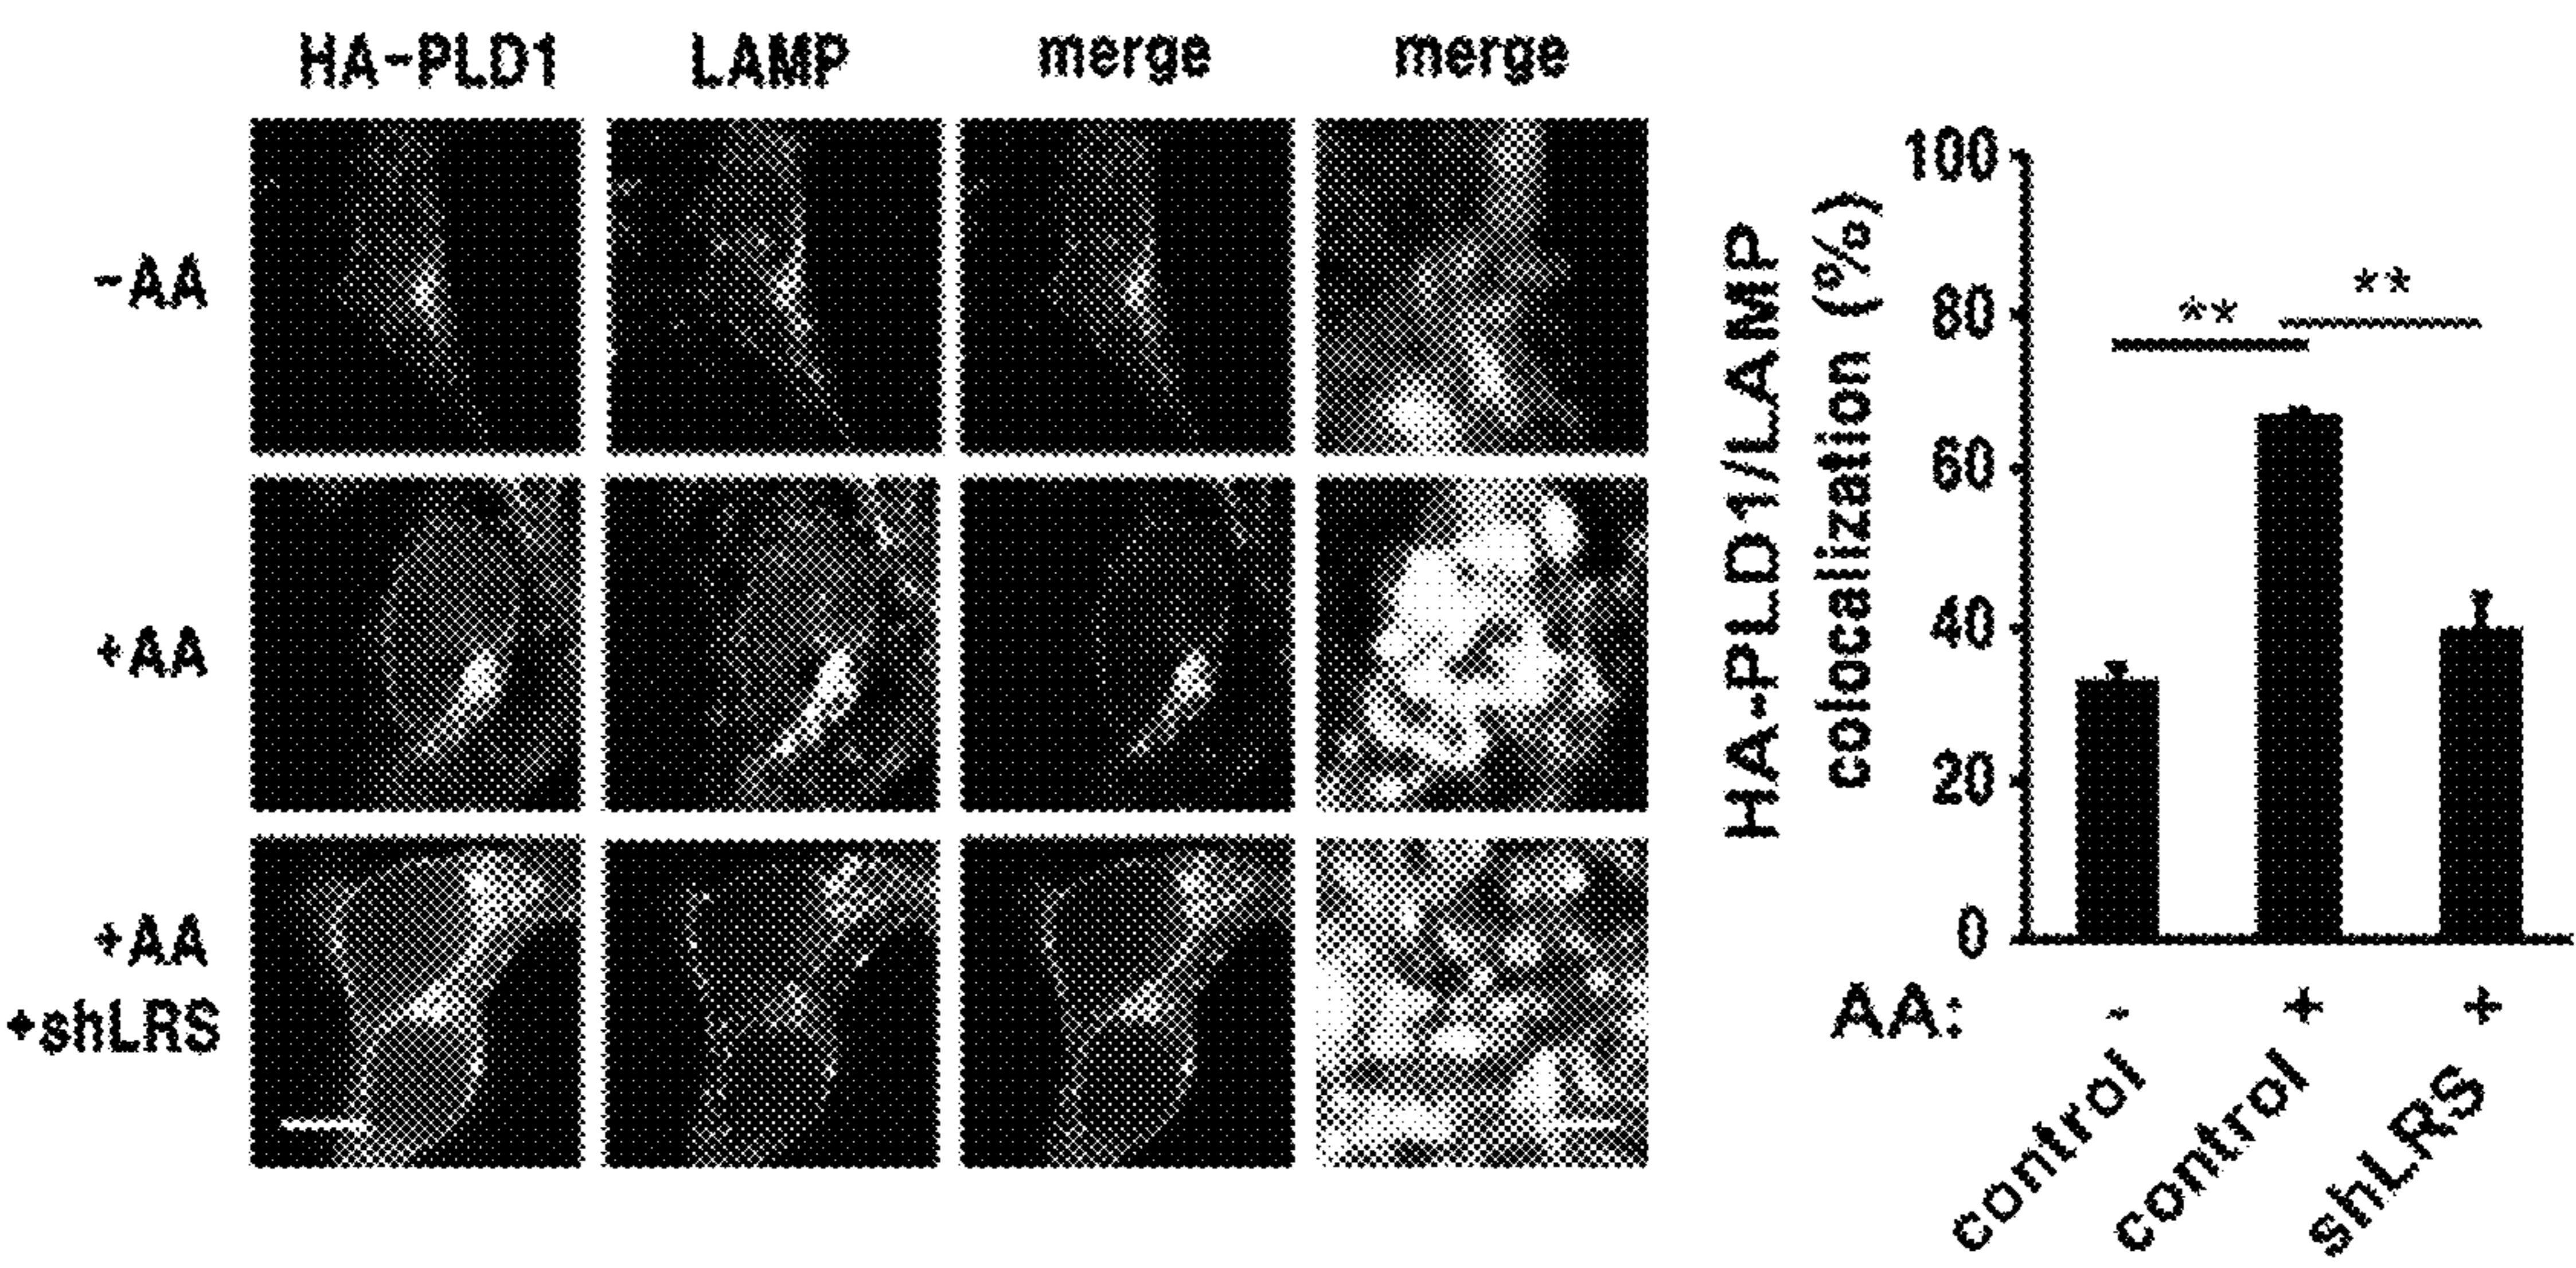 HA-PLD1 LAMP merge merge
-AA
+AA
+AA
+shLRS
HA-PLD1/LAMP
colocalization (%)
100
80
60
40
20
0
**
**
AA: - + +
control control shLRS